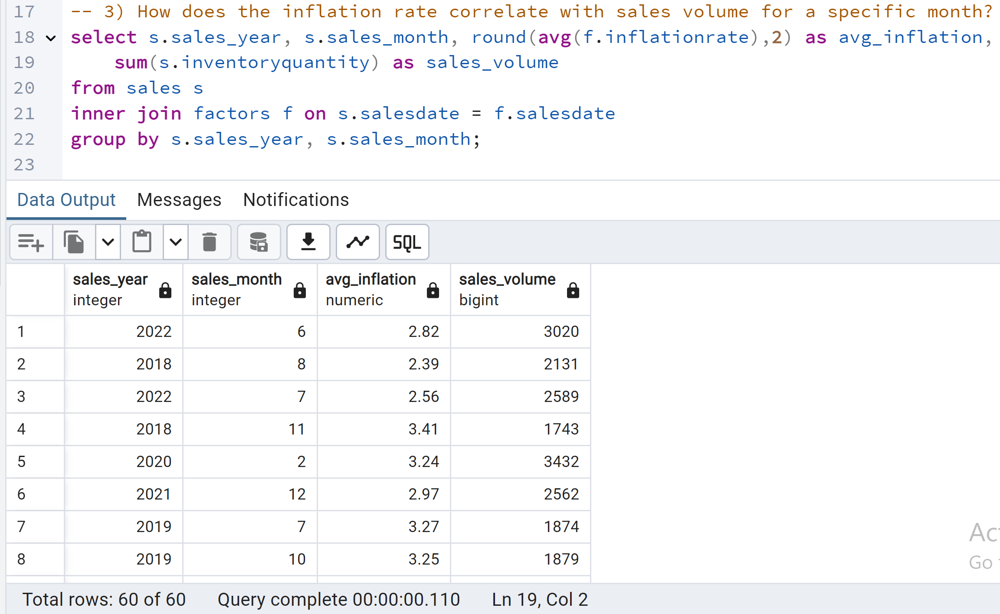 17 -- 3) How does the inflation rate correlate with sales volume for a specific month?
18 select s.sales_year, s.sales_month, round(avg(f.inflationrate),2) as avg_inflation,
19 sum(s.inventoryquantity) as sales_volume
20 from sales s
21 inner join factors f on s.salesdate = f.salesdate
22 group by s.sales_year, s.sales_month;
23
Data Output Messages Notifications
SQL
sales_year sales_month avg_inflation sales_volume
integer integer numeric bigint
1 2022 6 2.82 3020
2 2018 8 2.39 2131
3 2022 7 2.56 2589
4 2018 11 3.41 1743
5 2020 2 3.24 3432
6 2021 12 2.97 2562
7 2019 7 3.27 1874
8 2019 10 3.25 1879
Go
Total rows: 60 of 60 Query complete 00:00:00.110 Ln 19, Col 2